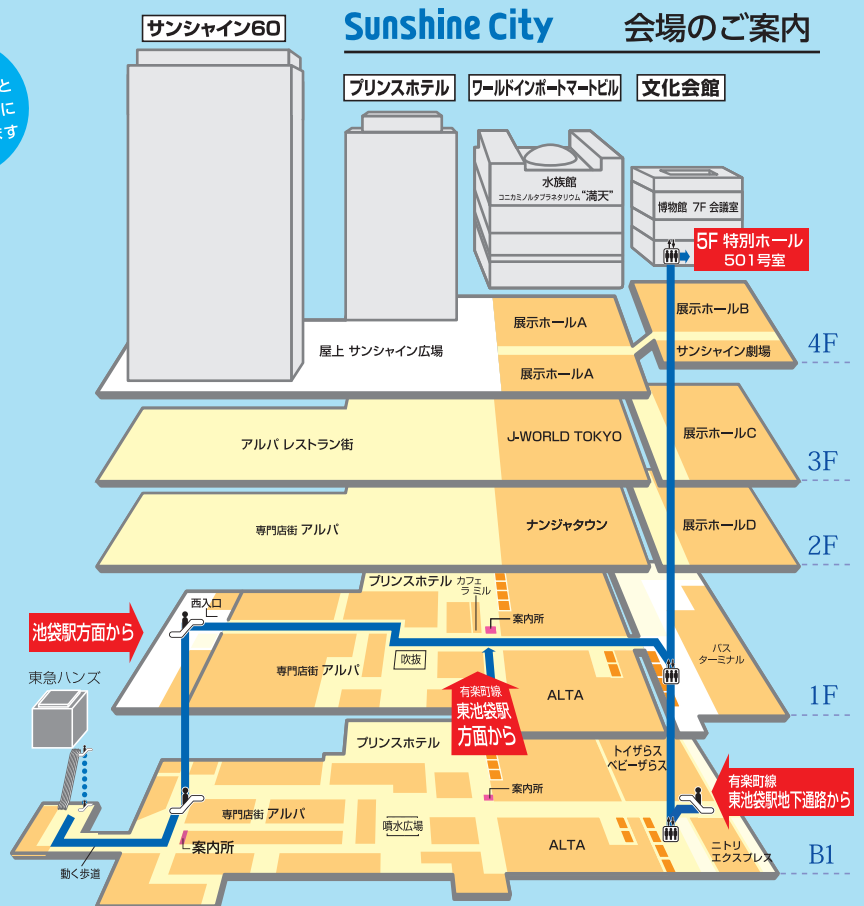 Sunshine City 会場のご案内
サンシャイン60
プリンスホテル
ワールドインポートマートビル
文化会館
と
に
ます
水族館
コニカミノルタプラネタリウム“満天”
博物館 7F 会議室
5F 特別ホール
501号室
展示ホールA
展示ホールB
屋上 サンシャイン広場
サンシャイン劇場
4F
展示ホールA
アルパ レストラン街
J-WORLD TOKYO
展示ホールC
3F
専門店街 アルパ
ナンジャタウン
展示ホールD
2F
プリンスホテル
カフェ
ラ ミル
西入口
案内所
池袋駅方面から
吹抜
専門店街 アルパ
バス
ターミナル
有楽町線
東池袋駅
方面から
ALTA
1F
東急ハンズ
プリンスホテル
トイザらス
ベビーザらス
案内所
有楽町線
東池袋駅地下通路から
専門店街 アルパ
噴水広場
案内所
ALTA
ニトリ
エクスプレス
B1
動く歩道